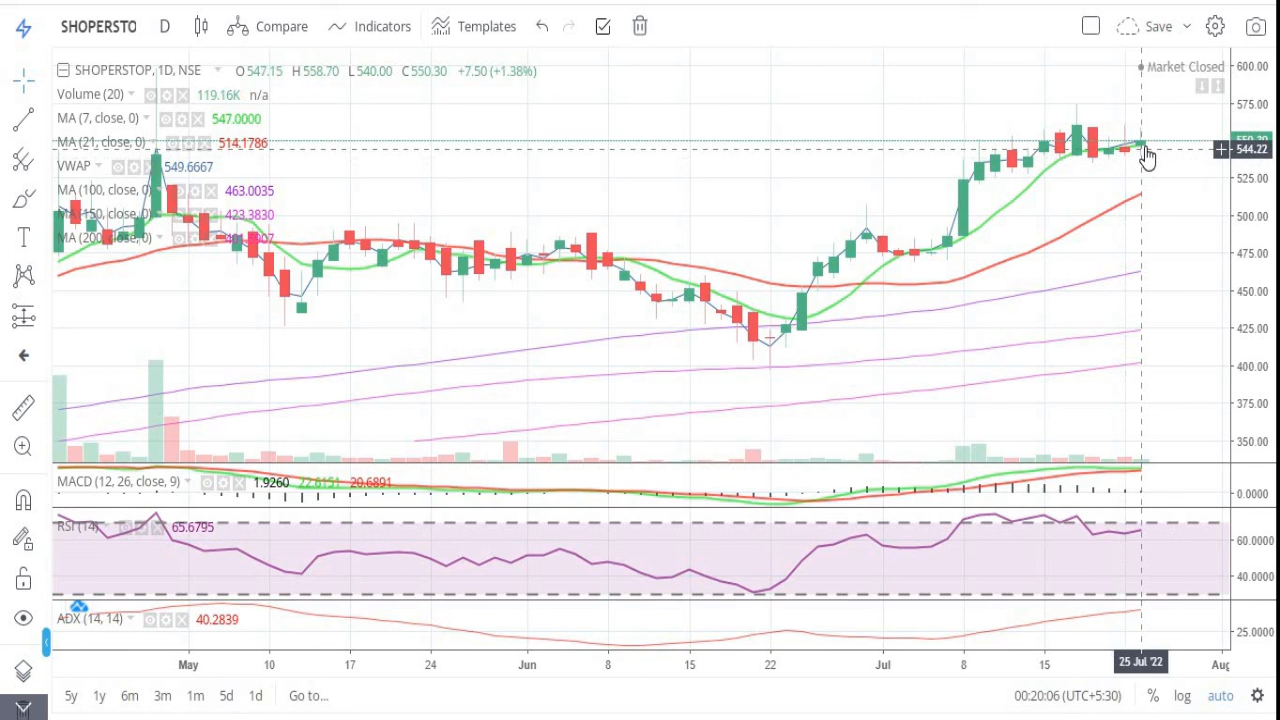 SHOPERSTO D Compare Indicators Templates Save
SHOPERSTOP, 1D, NSE O 547.15 H 558.70 L 540.00 C 550.30 +7.50 (+1.38%)
Market Closed
Volume (20) 119.16K n/a
MA (7, close, 0) 547.0000
MA (21, close, 0) 514.1786
VWAP 549.6667
MA (100, close, 0) 463.0035
MA (150, close, 0) 423.3830
MA (200, close, 0)
600.00
575.00
550.30
544.22
525.00
500.00
475.00
450.00
425.00
400.00
375.00
350.00
MACD (12, 26, close, 9) 1.9260 22.6151 20.6891
0.0000
RSI (14) 65.6795
60.0000
40.0000
ADX (14, 14) 40.2839
25.0000
May 10 17 24 Jun 8 15 22 Jul 8 15 25 Jul '22 Aug
5y 1y 6m 3m 1m 5d 1d Go to... 00:20:06 (UTC+5:30) % log auto